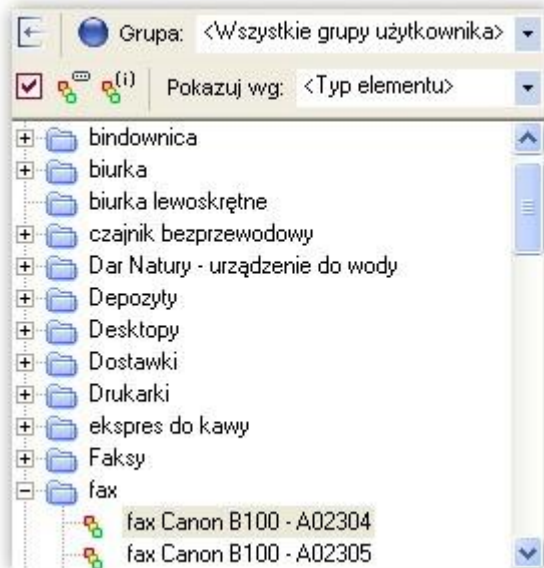 Grupa: <Wszystkie grupy użytkownika>
(i) Pokazuj wg: <Typ elementu>
bindownica
biurka
biurka lewoskrętne
czajnik bezprzewodowy
Dar Natury - urządzenie do wody
Depozyty
Desktopy
Dostawki
Drukarki
ekspres do kawy
Faksy
fax
fax Canon B100 - A02304
fax Canon B100 - A02305